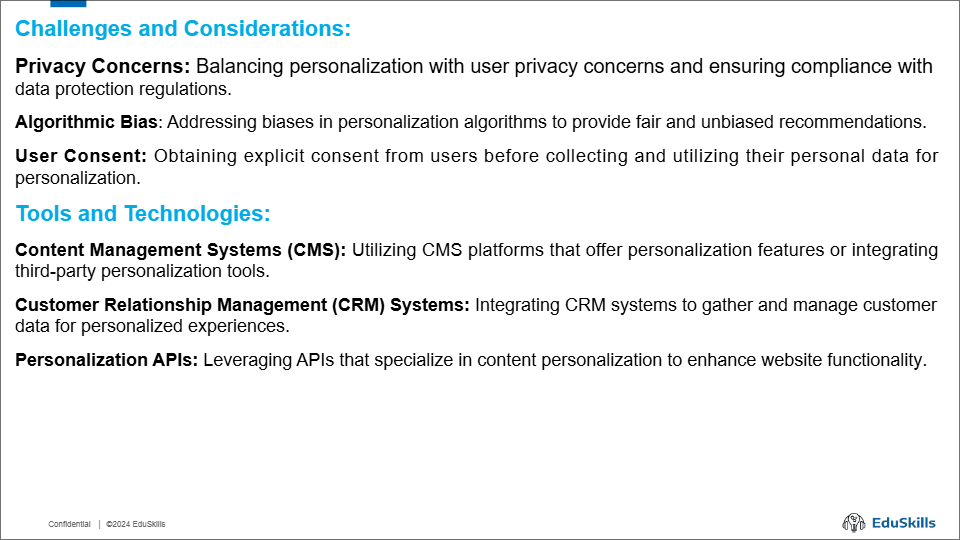 Challenges and Considerations:
Privacy Concerns: Balancing personalization with user privacy concerns and ensuring compliance with
data protection regulations.
Algorithmic Bias: Addressing biases in personalization algorithms to provide fair and unbiased recommendations.
User Consent: Obtaining explicit consent from users before collecting and utilizing their personal data for
personalization.
Tools and Technologies:
Content Management Systems (CMS): Utilizing CMS platforms that offer personalization features or integrating
third-party personalization tools.
Customer Relationship Management (CRM) Systems: Integrating CRM systems to gather and manage customer
data for personalized experiences.
Personalization APIs: Leveraging APIs that specialize in content personalization to enhance website functionality.
Confidential | ©2024 EduSkills
EduSkills